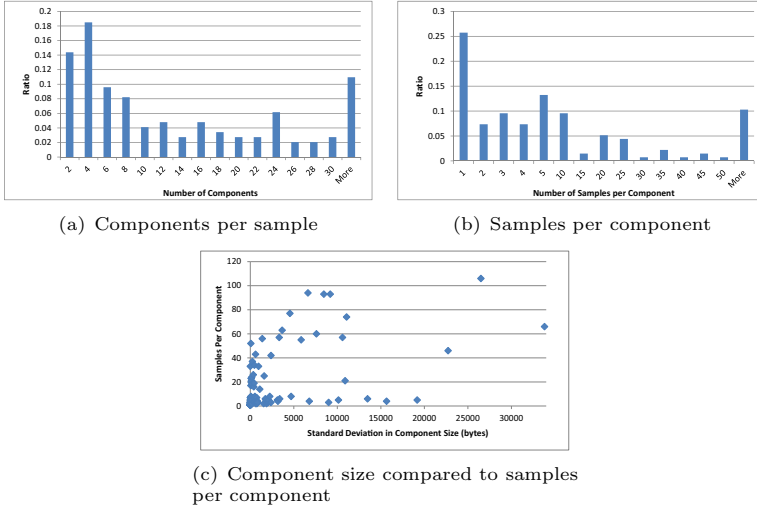 0.2
0.18
0.16
0.14
0.12
0.1
0.08
0.06
0.04
0.02
0
Ratio
2 4 6 8 10 12 14 16 18 20 22 24 26 28 30 More
Number of Components
(a) Components per sample
0.3
0.25
0.2
0.15
0.1
0.05
0
Ratio
1 2 3 4 5 10 15 20 25 30 35 40 45 50 More
Number of Samples per Component
(b) Samples per component
120
100
80
60
40
20
0
Samples Per Component
0 5000 10000 15000 20000 25000 30000
Standard Deviation in Component Size (bytes)
(c) Component size compared to samples
per component